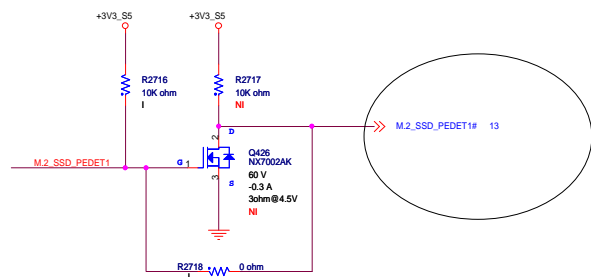 +3V3_S5
+3V3_S5
R2716
10K ohm
I
R2717
10K ohm
NI
M.2_SSD_PEDET1# 13
D
2
Q426
NX7002AK
60 V
-0.3 A
3ohm@4.5V
NI
M.2_SSD_PEDET1
G
1
3
S
R2718
0 ohm